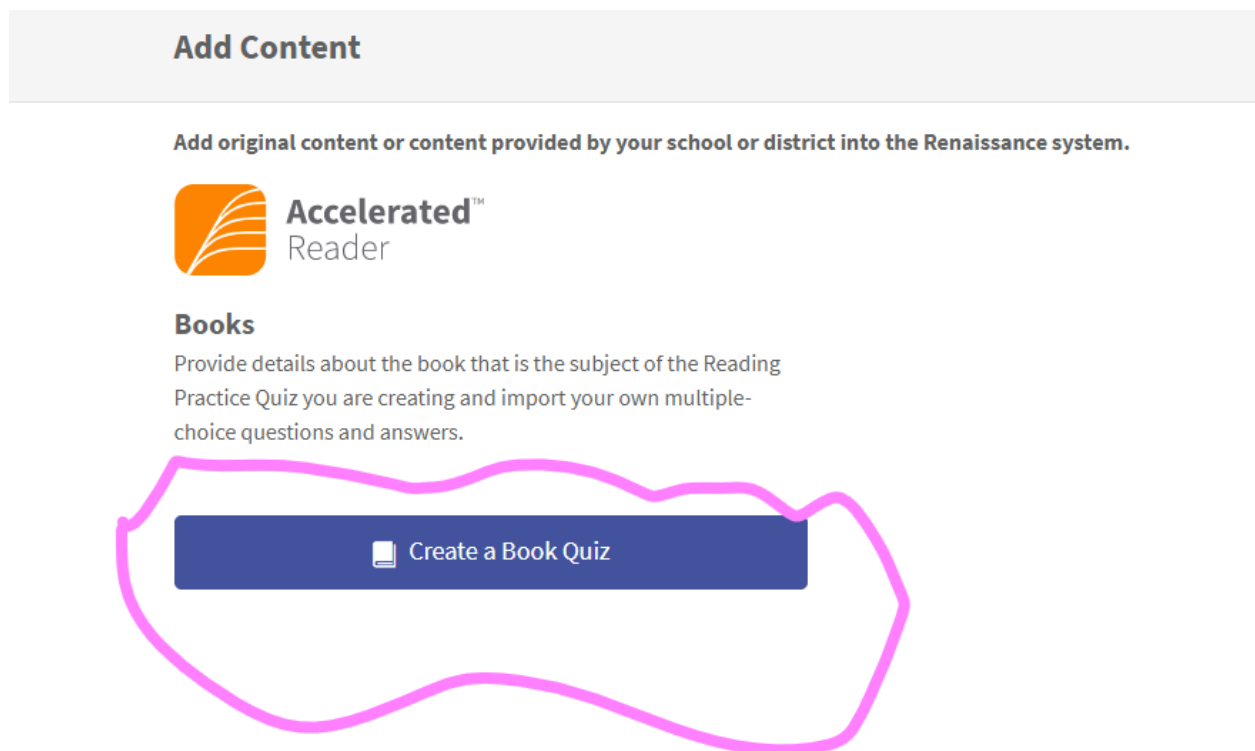 Add Content
Add original content or content provided by your school or district into the Renaissance system.
Accelerated™
Reader
Books
Provide details about the book that is the subject of the Reading
Practice Quiz you are creating and import your own multiple-
choice questions and answers.
Create a Book Quiz